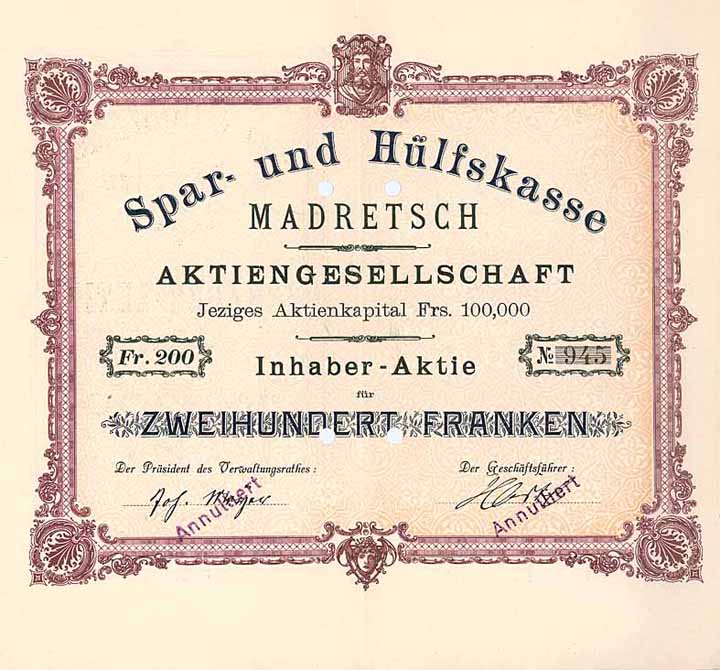 Spar- und Hülfskasse
MADRETSCH
AKTIENGESELLSCHAFT
Jeziges Aktienkapital Frs. 100,000
Fr. 200
Inhaber-Aktie
No 945
für
ZWEIHUNDERT FRANKEN
Der Präsident des Verwaltungsrathes:
Der Geschäftsführer:
Joh.
Annulliert
Annulliert